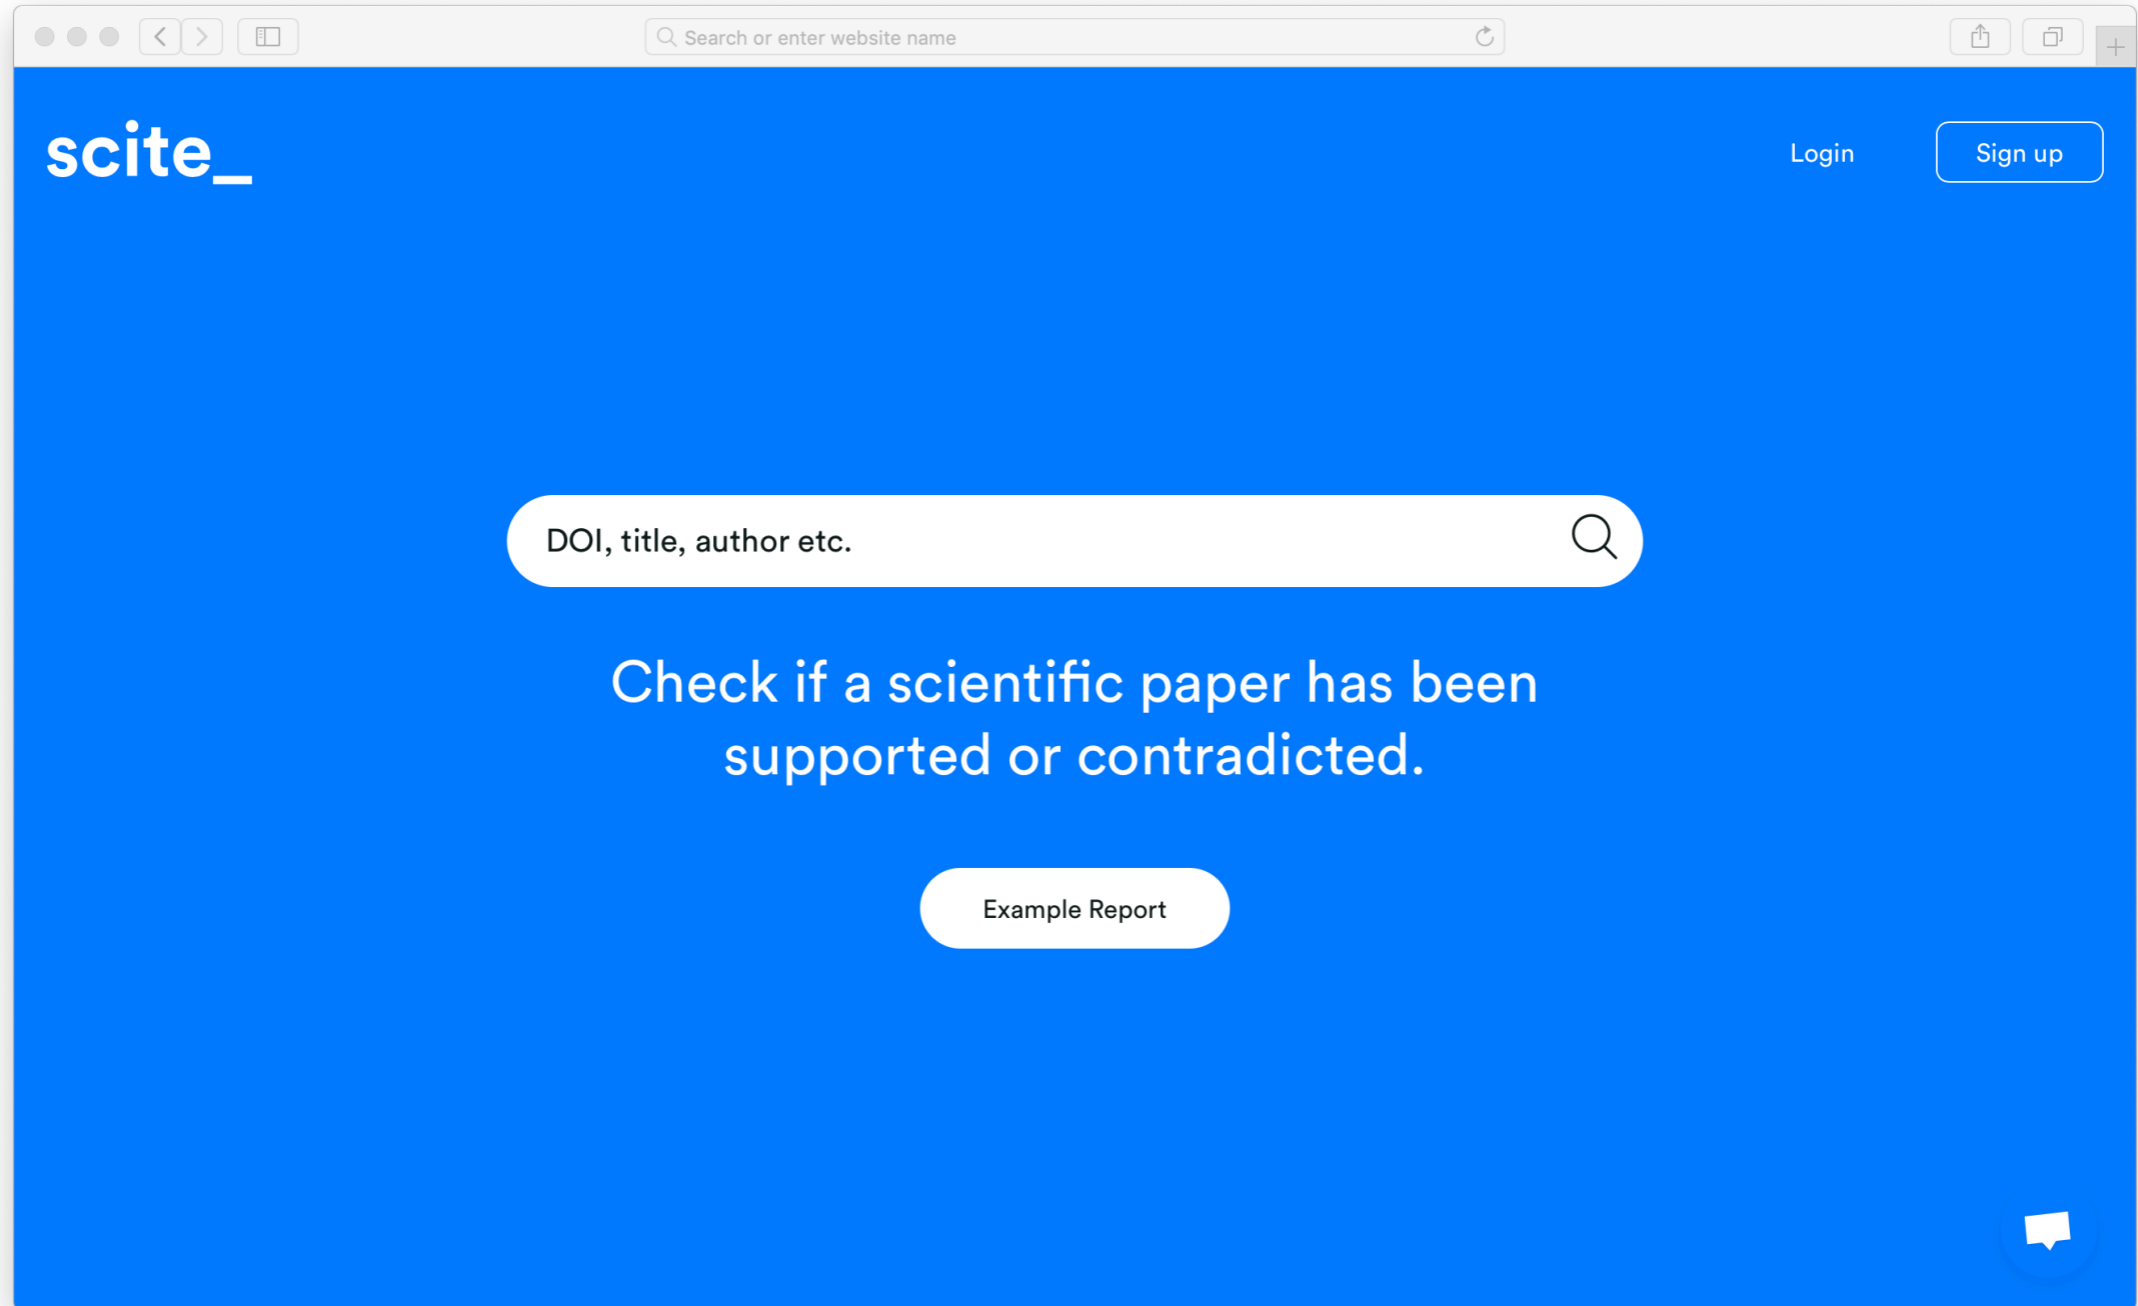 Search or enter website name
scite_
Login
Sign up
DOI, title, author etc.
Check if a scientific paper has been
supported or contradicted.
Example Report